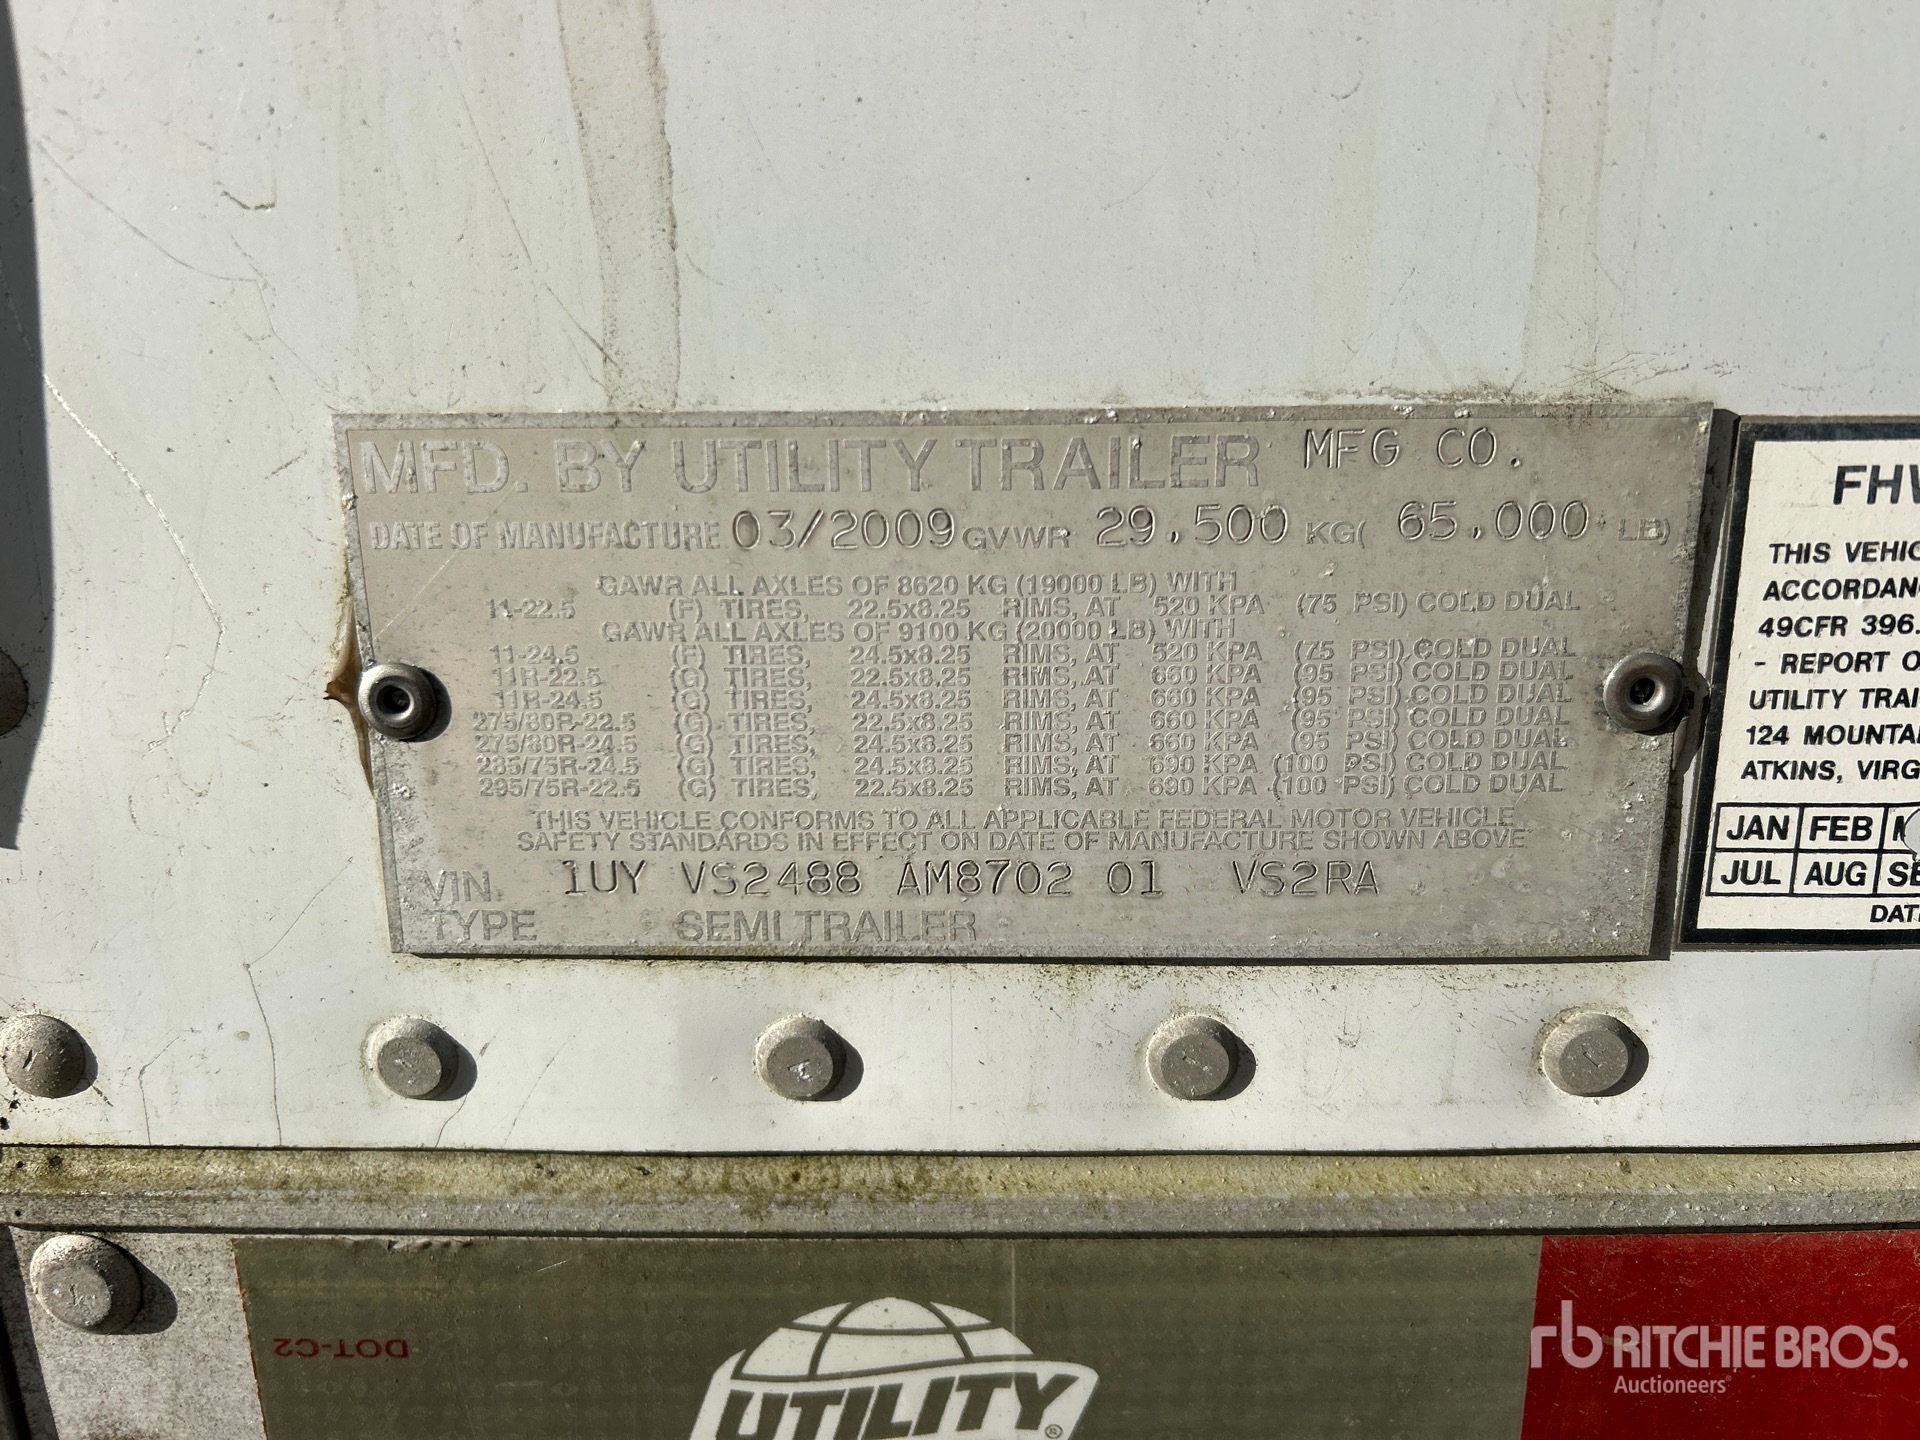 MFD. BY UTILITY TRAILER MFG CO.
DATE OF MANUFACTURE 03/2009 GVWR 29,500 KG( 65,000 LB)
GAWR ALL AXLES OF 8620 KG (19000 LB) WITH
11-22.5 (F) TIRES, 22.5x8.25 RIMS, AT 520 KPA (75 PSI) COLD DUAL
GAWR ALL AXLES OF 9100 KG (20000 LB) WITH
11-24.5 (F) TIRES, 24.5x8.25 RIMS, AT 520 KPA (75 PSI) COLD DUAL
11R-22.5 (G) TIRES, 22.5x8.25 RIMS, AT 660 KPA (95 PSI) COLD DUAL
11R-24.5 (G) TIRES, 24.5x8.25 RIMS, AT 660 KPA (95 PSI) COLD DUAL
275/80R-22.5 (G) TIRES, 22.5x8.25 RIMS, AT 660 KPA (95 PSI) COLD DUAL
275/80R-24.5 (G) TIRES, 24.5x8.25 RIMS, AT 660 KPA (95 PSI) COLD DUAL
285/75R-24.5 (G) TIRES, 24.5x8.25 RIMS, AT 690 KPA (100 PSI) COLD DUAL
295/75R-22.5 (G) TIRES, 22.5x8.25 RIMS, AT 690 KPA (100 PSI) COLD DUAL
THIS VEHICLE CONFORMS TO ALL APPLICABLE FEDERAL MOTOR VEHICLE
SAFETY STANDARDS IN EFFECT ON DATE OF MANUFACTURE SHOWN ABOVE
VIN. 1UY VS2488 AM8702 01 VS2RA
TYPE SEMI TRAILER
FHW
THIS VEHIC
ACCORDAN
49CFR 396.
- REPORT O
UTILITY TRAI
124 MOUNTA
ATKINS, VIRG
JAN FEB
JUL AUG SE
DAT
DOT-C2
UTILITY®
rb RITCHIE BROS.
Auctioneers